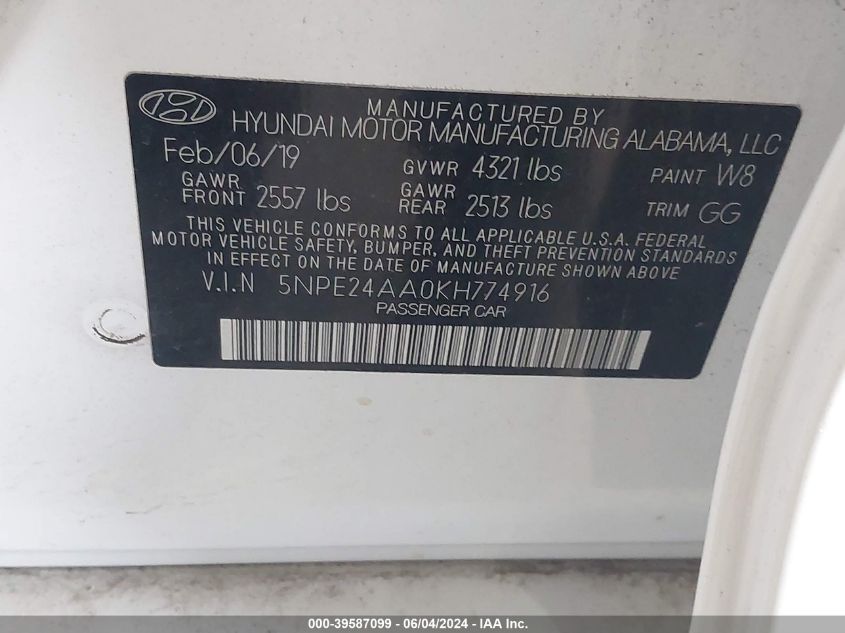 MANUFACTURED BY
HYUNDAI MOTOR MANUFACTURING ALABAMA, LLC
Feb/06/19 GVWR 4321 lbs PAINT W8
GAWR FRONT 2557 lbs GAWR REAR 2513 lbs TRIM GG
THIS VEHICLE CONFORMS TO ALL APPLICABLE U.S.A. FEDERAL
MOTOR VEHICLE SAFETY, BUMPER, AND THEFT PREVENTION STANDARDS
IN EFFECT ON THE DATE OF MANUFACTURE SHOWN ABOVE
V.I.N 5NPE24AA0KH774916
PASSENGER CAR
000-39587099 - 06/04/2024 - IAA Inc.